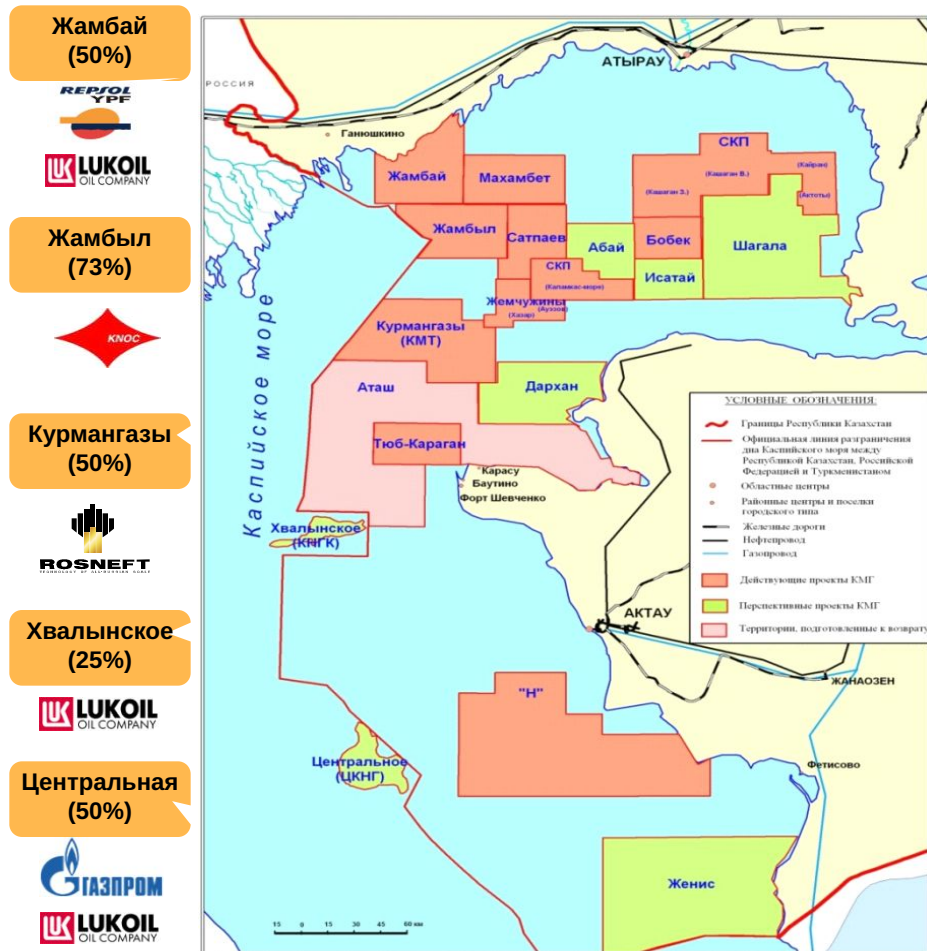 Жамбай
(50%)
REPSOL
YPF
LUK LUKOIL
OIL COMPANY
Жамбыл
(73%)
KNOC
Курмангазы
(50%)
ROSNEFT
Хвалынское
(25%)
LUK LUKOIL
OIL COMPANY
Центральная
(50%)
ГАЗПРОМ
LUK LUKOIL
OIL COMPANY
РОССИЯ
АТЫРАУ
Ганюшкино
Жамбай
Махамбет
СКП
(Кайран)
(Кашаган З.)
(Кашаган В.)
(Актоты)
Жамбыл
Сатпаев
Абай
Бобек
Шагала
СКП
(Каламкас-море)
Исатай
Жемчужины
(Хазар)
(Ауэзов)
Курмангазы
(КМТ)
Каспийское море
Аташ
Дархан
Тюб-Караган
Карасу
Баутино
Форт Шевченко
Хвалынское
(КНГК)
АКТАУ
ЖАНАОЗЕН
"Н"
Центральное
(ЦКНГ)
Фетисово
Женис
15 0 15 30 45 60 км
УСЛОВНЫЕ ОБОЗНАЧЕНИЯ:
Границы Республики Казахстан
Официальная линия разграничения
дна Каспийского моря между
Республикой Казахстан, Российской
Федерацией и Туркменистаном
Областные центры
Районные центры и поселки
городского типа
Железные дороги
Нефтепровод
Газопровод
Действующие проекты КМГ
Перспективные проекты КМГ
Территории, подготовленные к возврату